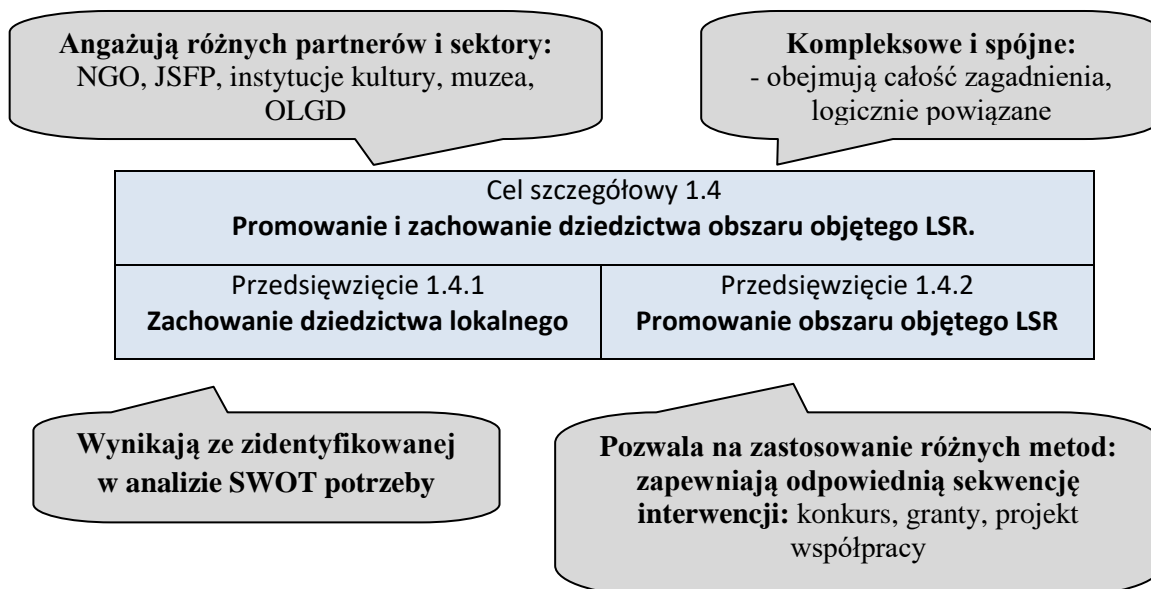 Angażują różnych partnerów i sektory:
NGO, JSFP, instytucje kultury, muzea,
OLGD
Kompleksowe i spójne:
- obejmują całość zagadnienia,
logicznie powiązane
Cel szczegółowy 1.4
Promowanie i zachowanie dziedzictwa obszaru objętego LSR.
Przedsięwzięcie 1.4.1
Zachowanie dziedzictwa lokalnego
Przedsięwzięcie 1.4.2
Promowanie obszaru objętego LSR
Wynikają ze zidentyfikowanej
w analizie SWOT potrzeby
Pozwala na zastosowanie różnych metod:
zapewniają odpowiednią sekwencję
interwencji: konkurs, granty, projekt
współpracy